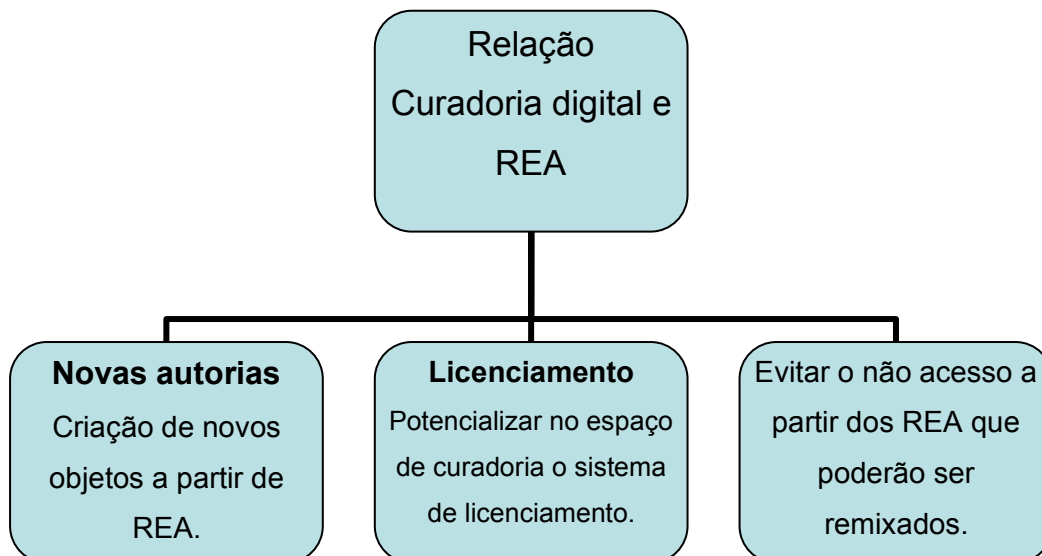 Relação
Curadoria digital e
REA
Novas autorias
Criação de novos
objetos a partir de
REA.
Licenciamento
Potencializar no espaço
de curadoria o sistema
de licenciamento.
Evitar o não acesso a
partir dos REA que
poderão ser
remixados.